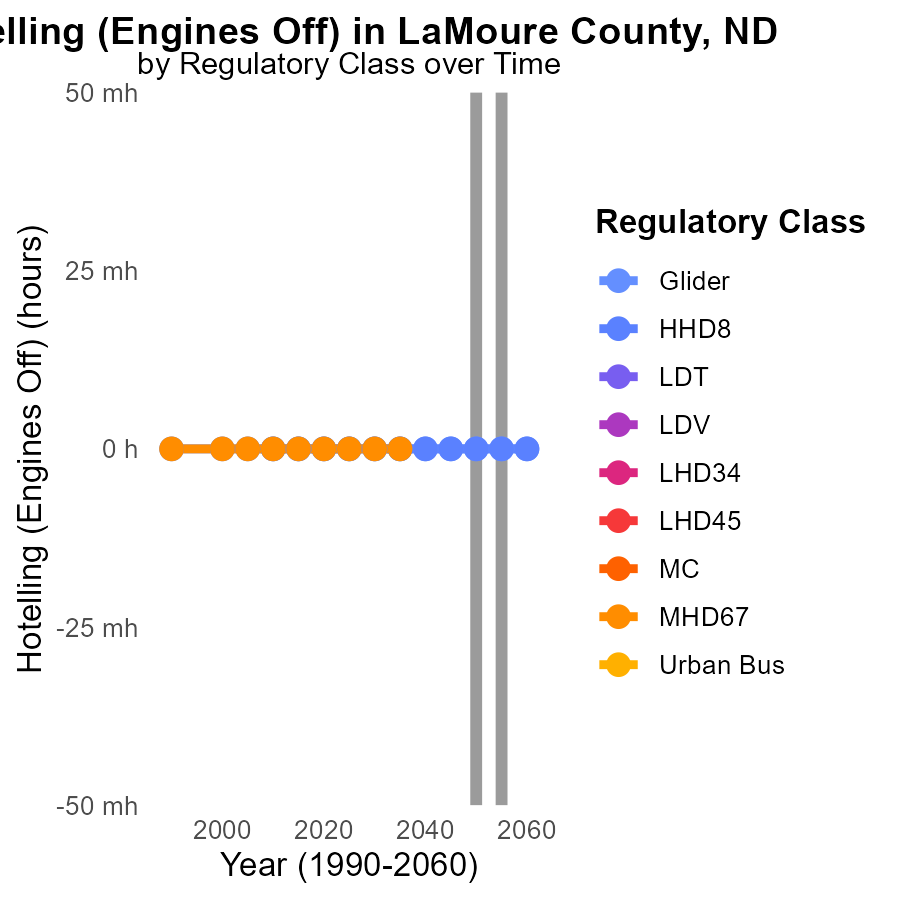 elling (Engines Off) in LaMoure County, ND
by Regulatory Class over Time
50 mh
25 mh
0 h
-25 mh
-50 mh
Hotelling (Engines Off) (hours)
2000 2020 2040 2060
Year (1990-2060)
Regulatory Class
Glider
HHD8
LDT
LDV
LHD34
LHD45
MC
MHD67
Urban Bus